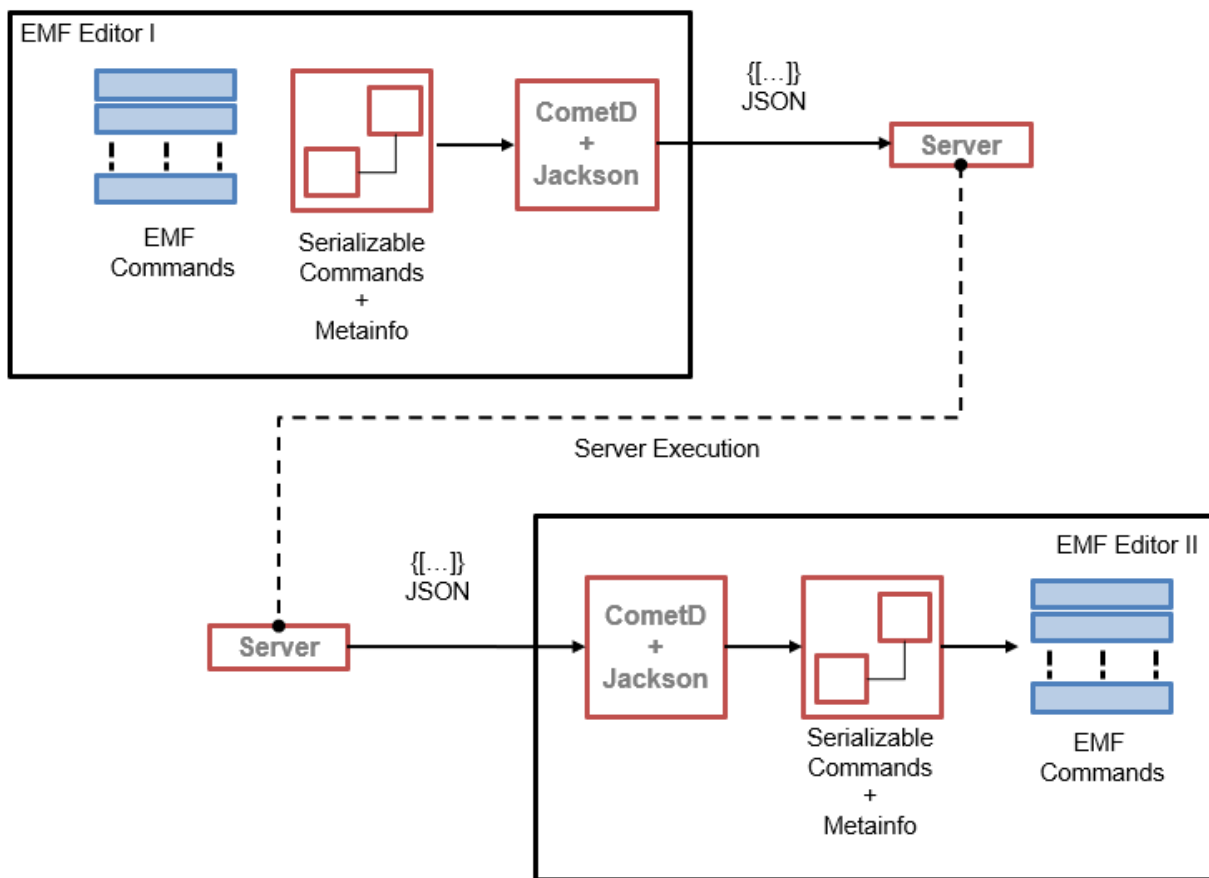 EMF Editor I
EMF
Commands
Serializable
Commands
+
Metainfo
CometD
+
Jackson
{[...]}
JSON
Server
Server Execution
Server
{[...]}
JSON
EMF Editor II
CometD
+
Jackson
Serializable
Commands
+
Metainfo
EMF
Commands